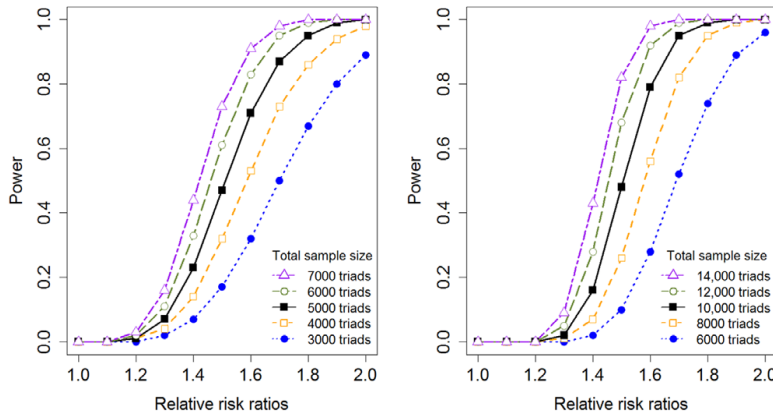 1.0
0.8
0.6
0.4
0.2
0.0
Power
Total sample size
7000 triads
6000 triads
5000 triads
4000 triads
3000 triads
1.0 1.2 1.4 1.6 1.8 2.0
Relative risk ratios
1.0
0.8
0.6
0.4
0.2
0.0
Power
Total sample size
14,000 triads
12,000 triads
10,000 triads
8000 triads
6000 triads
1.0 1.2 1.4 1.6 1.8 2.0
Relative risk ratios